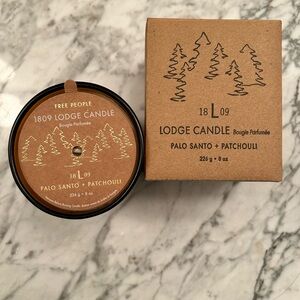 FREE PEOPLE
1809 LODGE CANDLE
Bougie Parfumée
18 L 09
PALO SANTO + PATCHOULI
226 g • 8 oz
18 L 09
LODGE CANDLE Bougie Parfumée
PALO SANTO + PATCHOULI
226 g • 8 oz